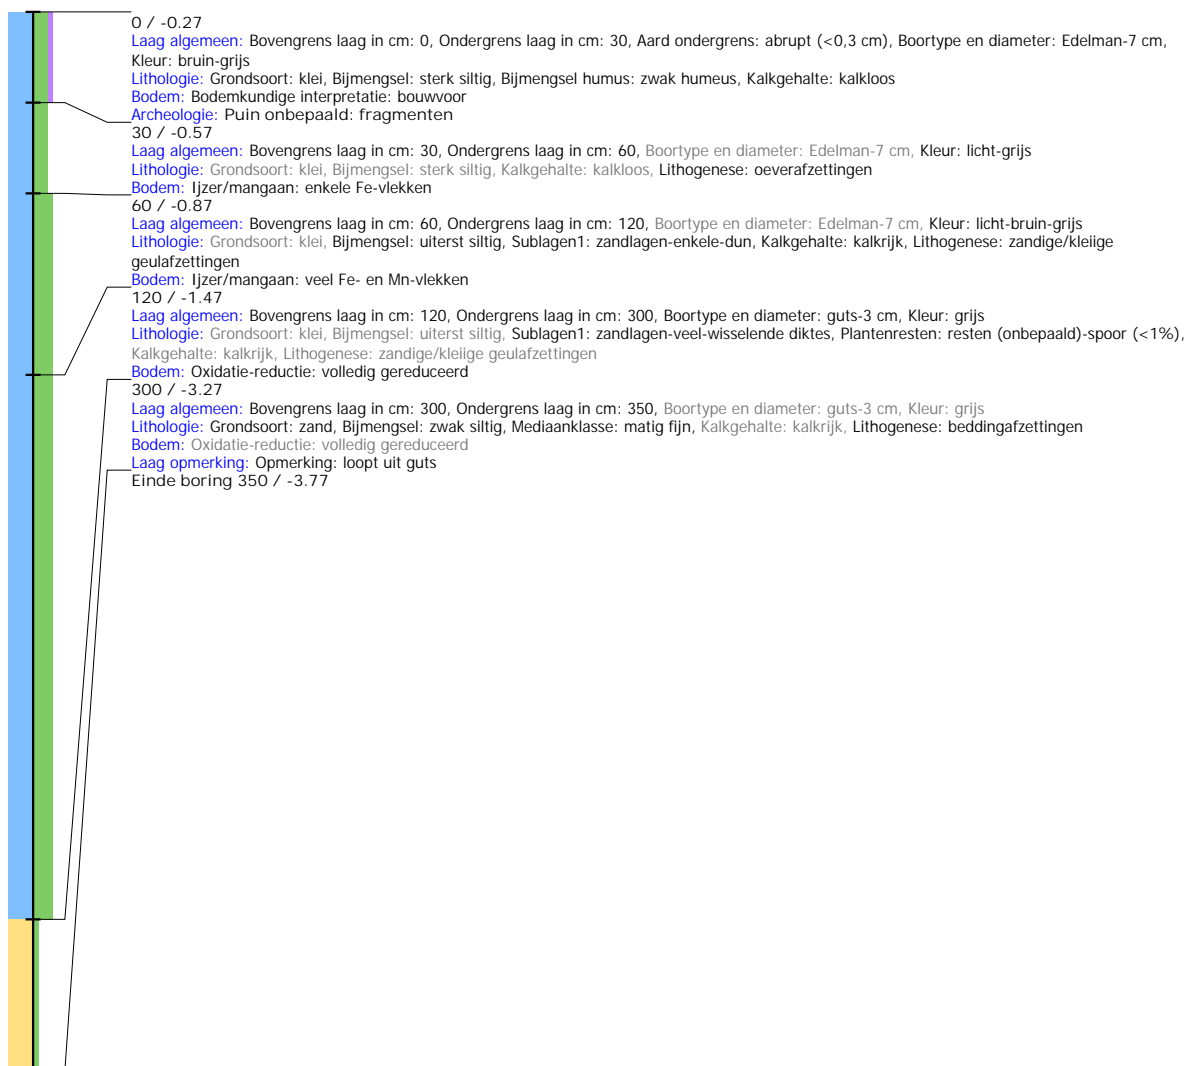 0 / -0.27
Laag algemeen: Bovengrens laag in cm: 0, Ondergrens laag in cm: 30, Aard ondergrens: abrupt (<0,3 cm), Boortype en diameter: Edelman-7 cm,
Kleur: bruin-grijs
Lithologie: Grondsoort: klei, Bijmengsel: sterk siltig, Bijmengsel humus: zwak humeus, Kalkgehalte: kalkloos
Bodem: Bodemkundige interpretatie: bouwvoor
Archeologie: Puin onbepaald: fragmenten
30 / -0.57
Laag algemeen: Bovengrens laag in cm: 30, Ondergrens laag in cm: 60, Boortype en diameter: Edelman-7 cm, Kleur: licht-grijs
Lithologie: Grondsoort: klei, Bijmengsel: sterk siltig, Kalkgehalte: kalkloos, Lithogenese: oeverafzettingen
Bodem: Ijzer/mangaan: enkele Fe-vlekken
60 / -0.87
Laag algemeen: Bovengrens laag in cm: 60, Ondergrens laag in cm: 120, Boortype en diameter: Edelman-7 cm, Kleur: licht-bruin-grijs
Lithologie: Grondsoort: klei, Bijmengsel: uiterst siltig, Sublagen1: zandlagen-enkele-dun, Kalkgehalte: kalkrijk, Lithogenese: zandige/kleiige
geulafzettingen
Bodem: Ijzer/mangaan: veel Fe- en Mn-vlekken
120 / -1.47
Laag algemeen: Bovengrens laag in cm: 120, Ondergrens laag in cm: 300, Boortype en diameter: guts-3 cm, Kleur: grijs
Lithologie: Grondsoort: klei, Bijmengsel: uiterst siltig, Sublagen1: zandlagen-veel-wisselende diktes, Plantenresten: resten (onbepaald)-spoor (<1%),
Kalkgehalte: kalkrijk, Lithogenese: zandige/kleiige geulafzettingen
Bodem: Oxidatie-reductie: volledig gereduceerd
300 / -3.27
Laag algemeen: Bovengrens laag in cm: 300, Ondergrens laag in cm: 350, Boortype en diameter: guts-3 cm, Kleur: grijs
Lithologie: Grondsoort: zand, Bijmengsel: zwak siltig, Mediaanklasse: matig fijn, Kalkgehalte: kalkrijk, Lithogenese: beddingafzettingen
Bodem: Oxidatie-reductie: volledig gereduceerd
Laag opmerking: Opmerking: loopt uit guts
Einde boring 350 / -3.77